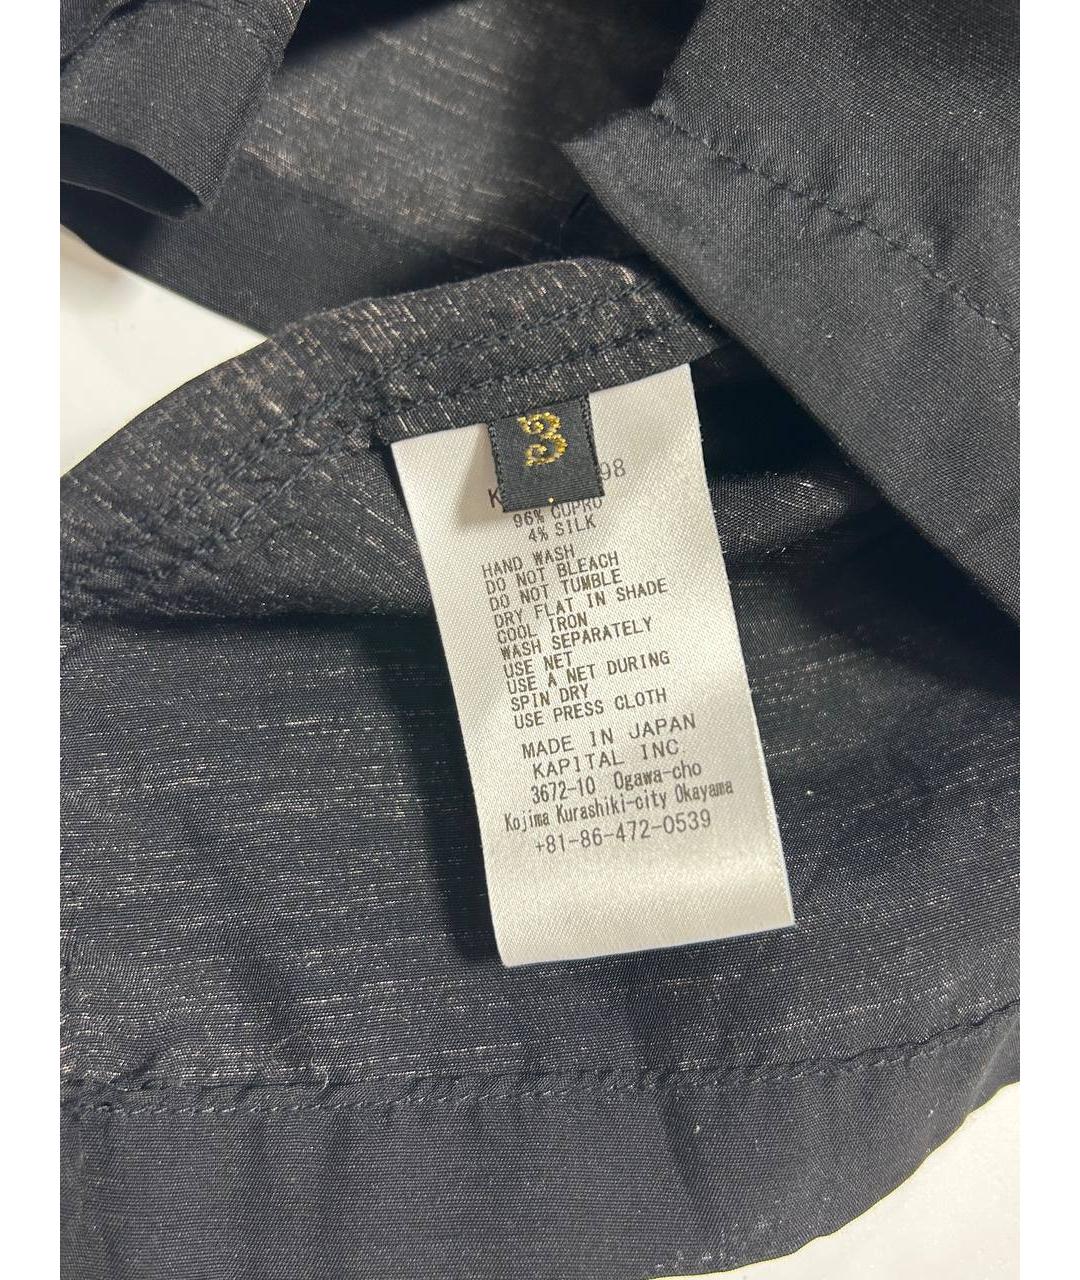 3
98
96% CUPRO
4% SILK
HAND WASH
DO NOT BLEACH
DO NOT TUMBLE
DRY FLAT IN SHADE
COOL IRON
WASH SEPARATELY
USE NET
USE A NET DURING
SPIN DRY
USE PRESS CLOTH
MADE IN JAPAN
KAPITAL INC
3672-10 Ogawa-cho
Kojima Kurashiki-city Okayama
+81-86-472-0539